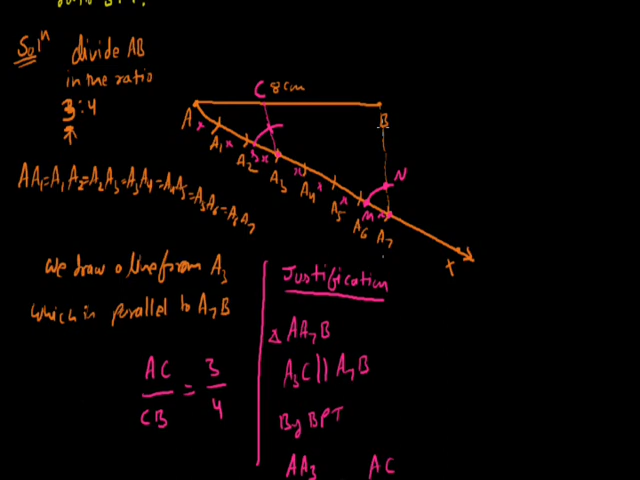 Solⁿ divide AB
in the ratio
3:4
C 8cm
A B
A1 A2 A3 A4 A5 A6 A7
M N
X
AA1=A1A2=A2A3=A3A4=A4A5=A5A6=A6A7
we draw a line from A3
which is parallel to A7B
AC/CB = 3/4
Justification
Δ AA7B
A3C || A7B
By BPT
AA3 AC